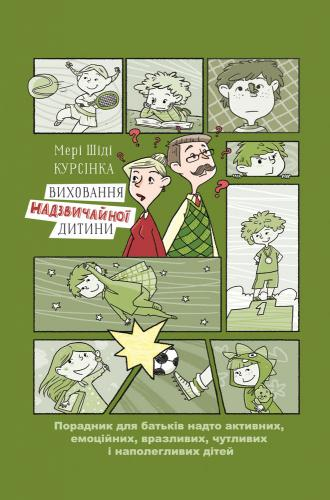 Мері Шіді
КУРСІНКА
ВИХОВАННЯ
НАДЗВИЧАЙНОЇ
ДИТИНИ
? ? ? ?
Порадник для батьків надто активних,
емоційних, вразливих, чутливих
і наполегливих дітей